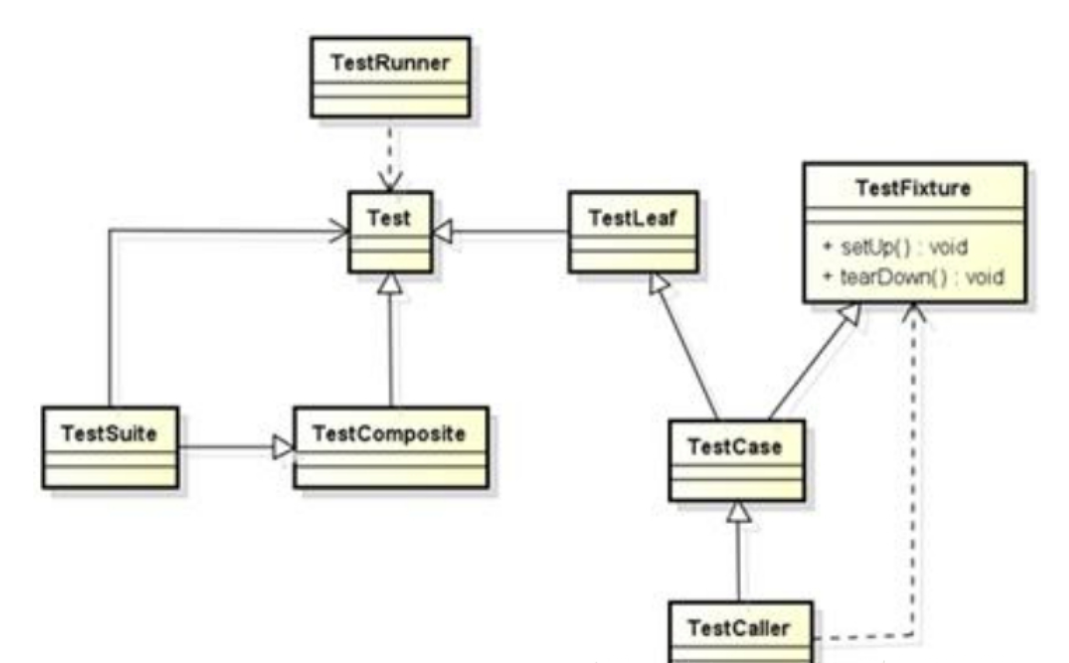 TestRunner
Test
TestLeaf
TestFixture
+ setUp() : void
+ tearDown() : void
TestSuite
TestComposite
TestCase
TestCaller